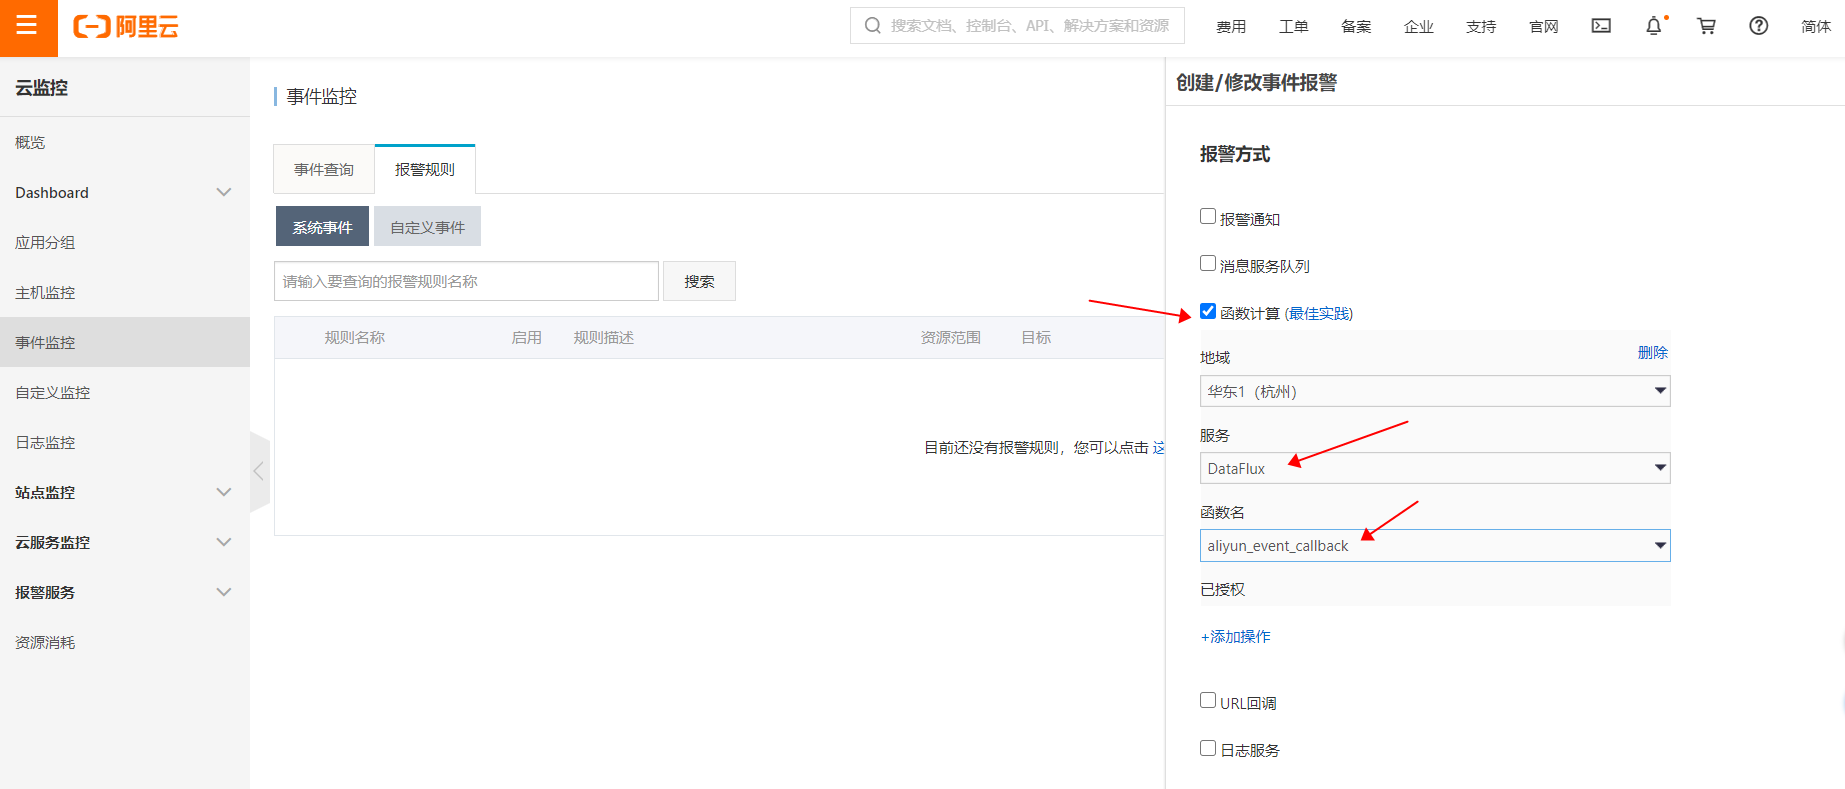 阿里云
搜索文档、控制台、API、解决方案和资源
费用
工单
备案
企业
支持
官网
简体
云监控
概览
Dashboard
应用分组
主机监控
事件监控
自定义监控
日志监控
站点监控
云服务监控
报警服务
资源消耗
事件监控
事件查询
报警规则
系统事件
自定义事件
请输入要查询的报警规则名称
搜索
规则名称
启用
规则描述
资源范围
目标
目前还没有报警规则，您可以点击 这
创建/修改事件报警
报警方式
报警通知
消息服务队列
函数计算 (最佳实践)
地域
删除
华东1（杭州）
服务
DataFlux
函数名
aliyun_event_callback
已授权
+添加操作
URL回调
日志服务